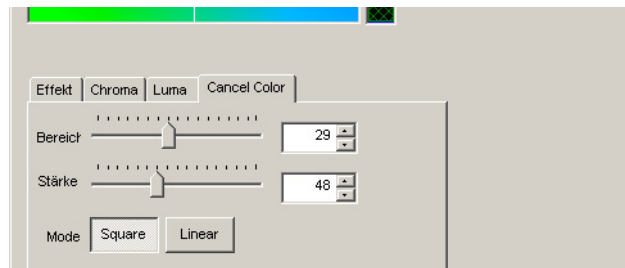 Effekt Chroma Luma Cancel Color
Bereich 29
Stärke 48
Mode Square Linear